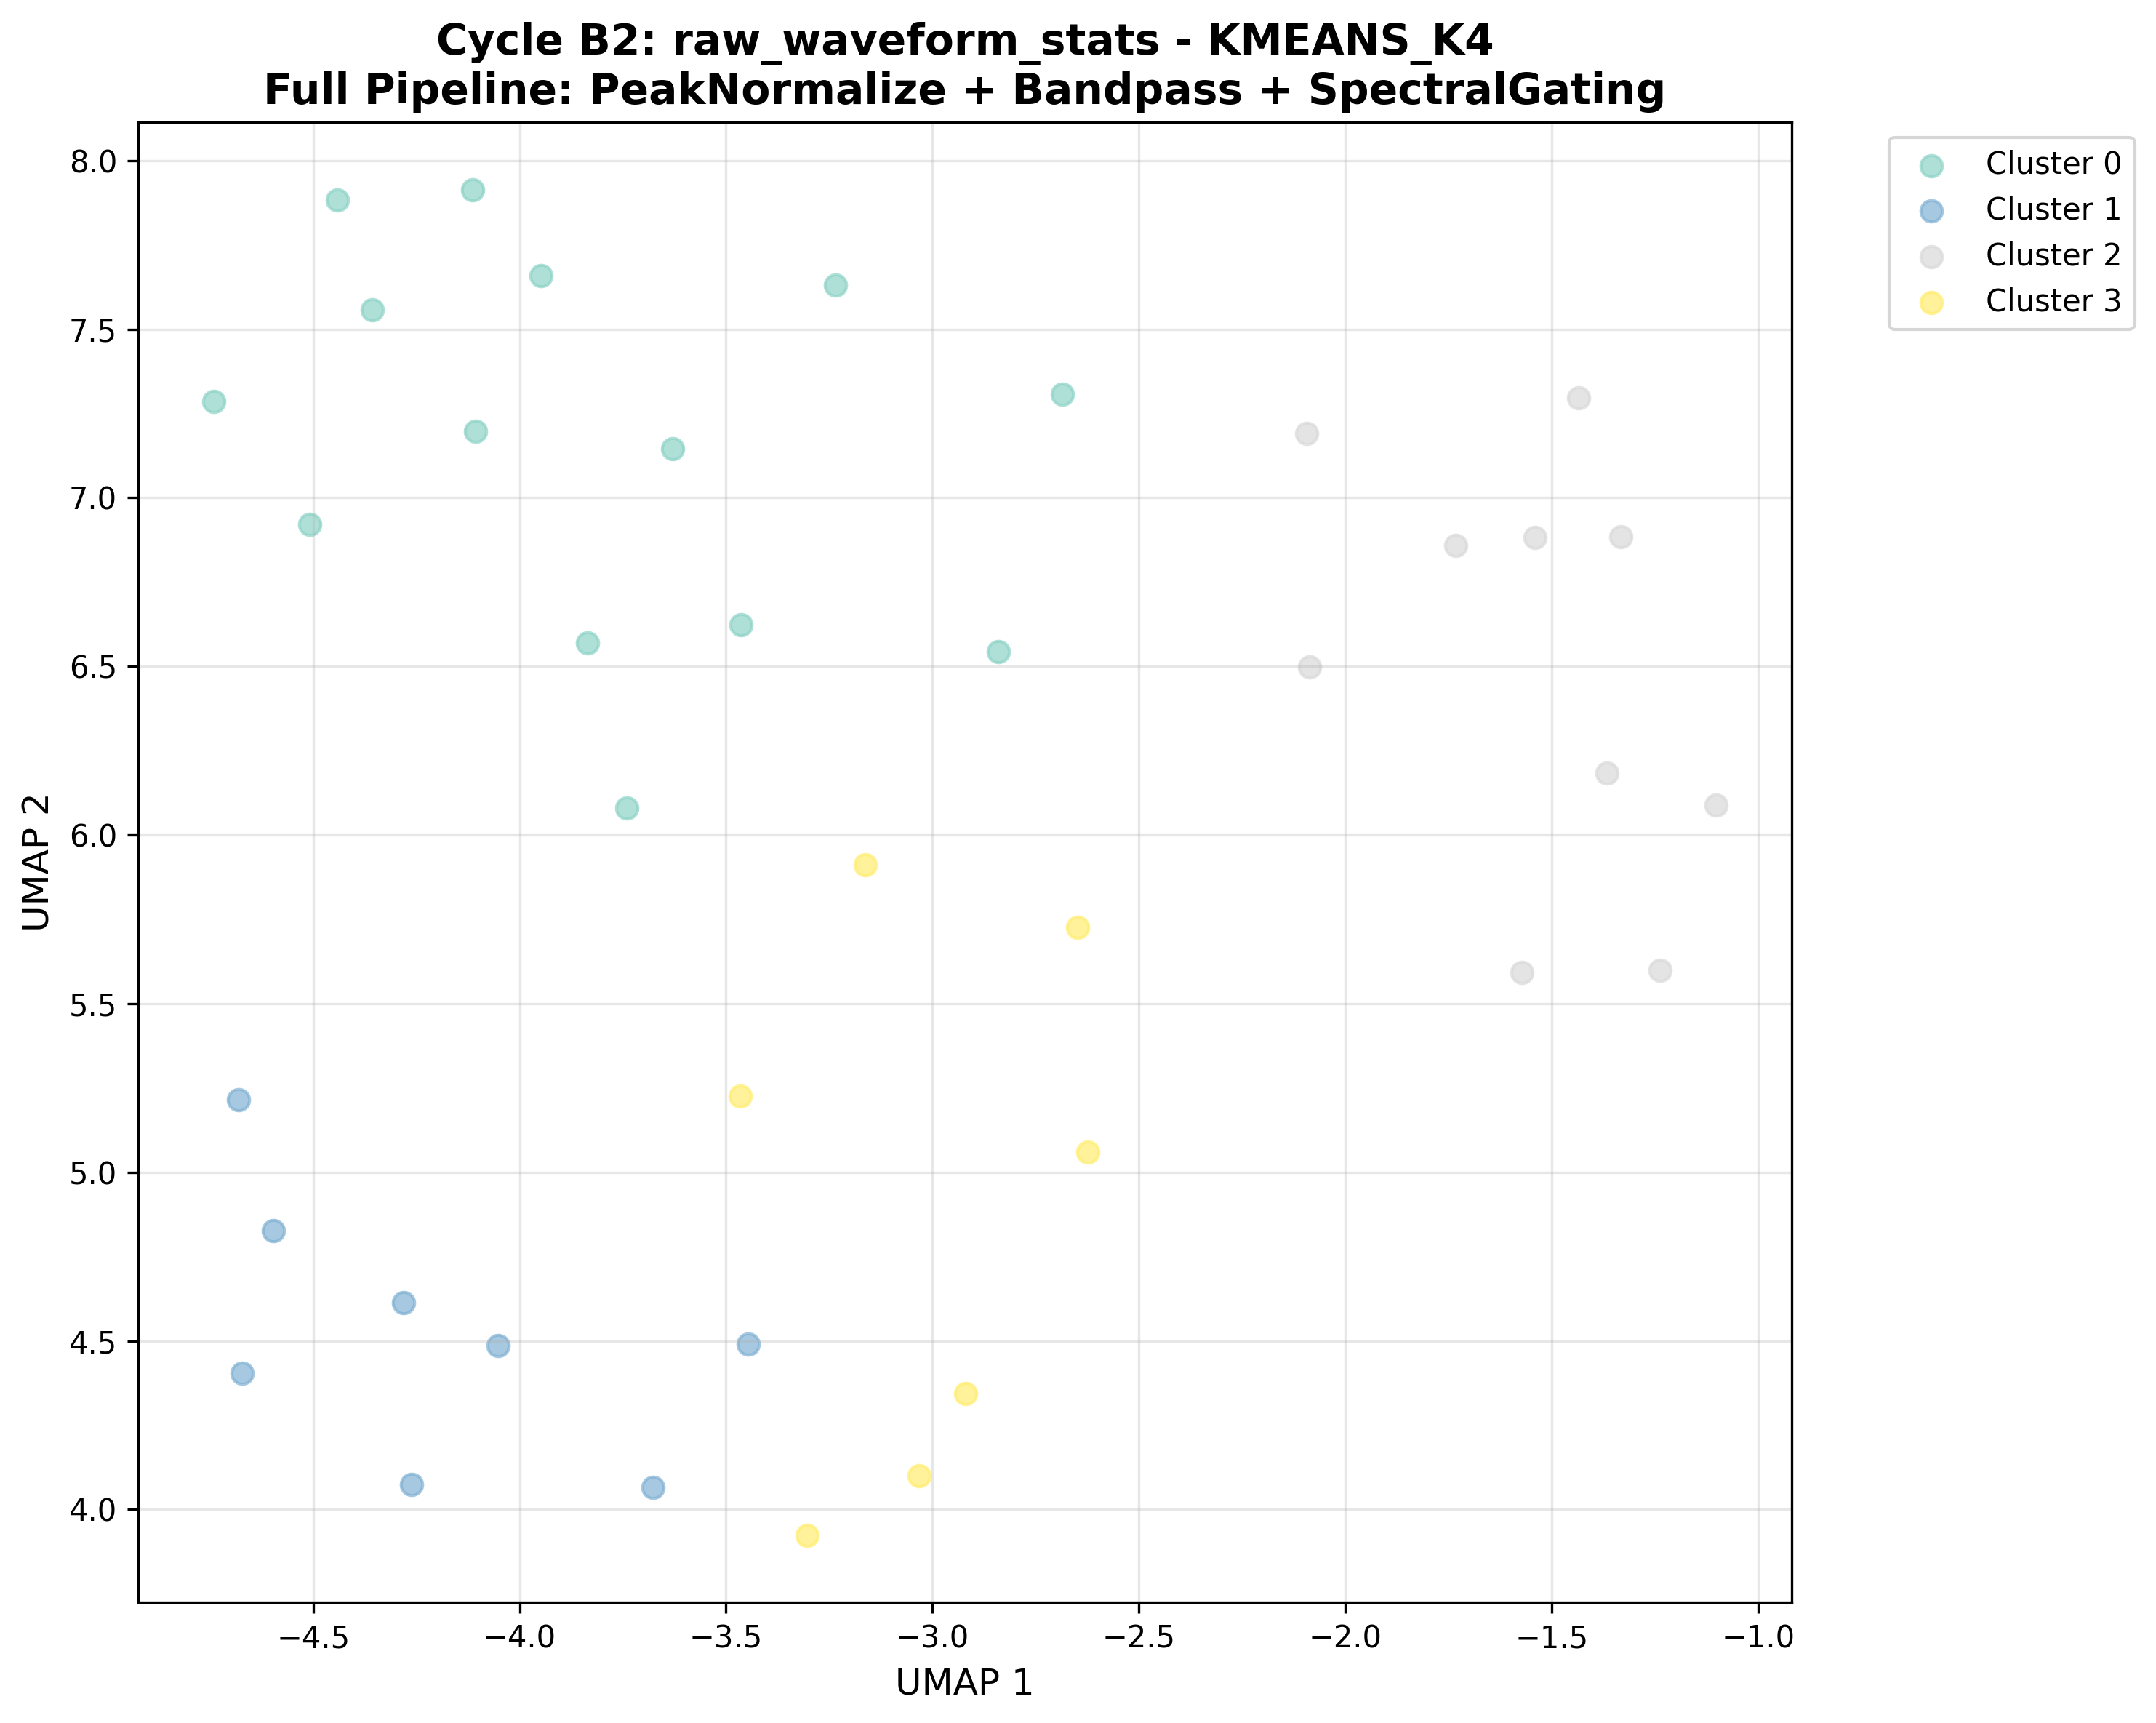 Cycle B2: raw_waveform_stats - KMEANS_K4
Full Pipeline: PeakNormalize + Bandpass + SpectralGating
Cluster 0
Cluster 1
Cluster 2
Cluster 3
8.0
7.5
7.0
6.5
6.0
5.5
5.0
4.5
4.0
UMAP 2
−4.5 −4.0 −3.5 −3.0 −2.5 −2.0 −1.5 −1.0
UMAP 1